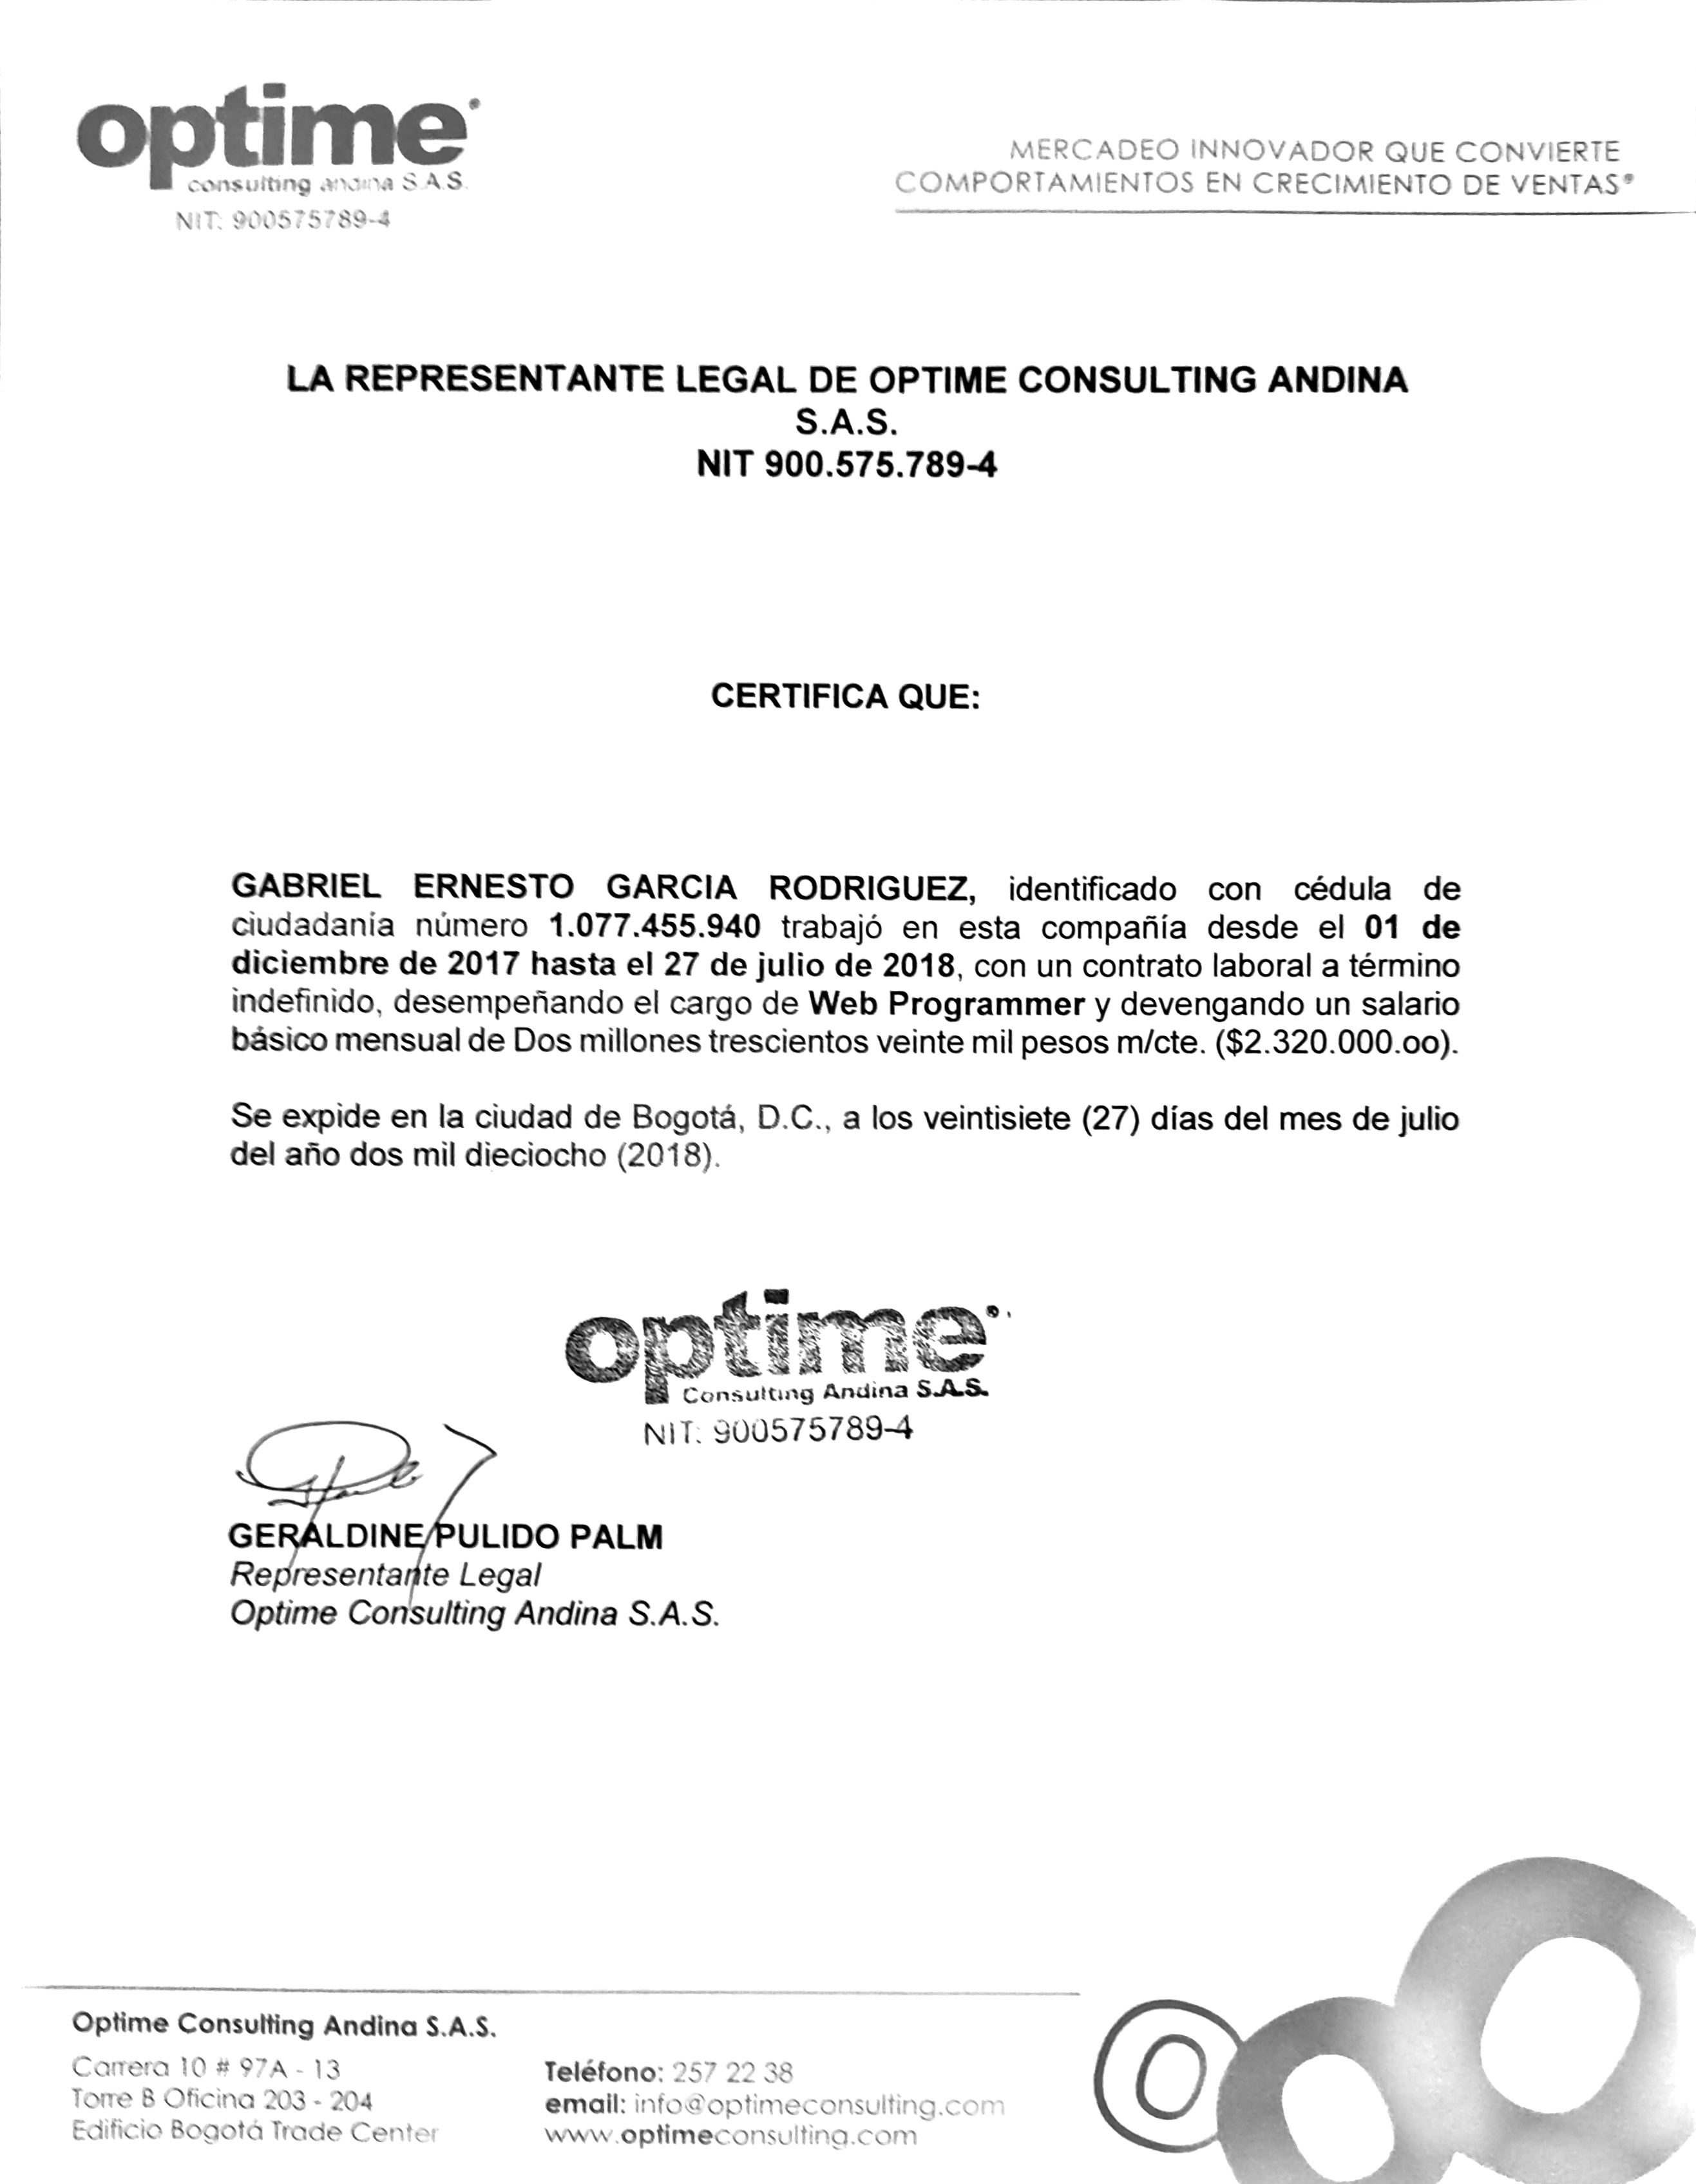 optime
consulting andina S.A.S.
NIT: 900575789-4
MERCADEO INNOVADOR QUE CONVIERTE
COMPORTAMIENTOS EN CRECIMIENTO DE VENTAS®
LA REPRESENTANTE LEGAL DE OPTIME CONSULTING ANDINA
S.A.S.
NIT 900.575.789-4
CERTIFICA QUE:
GABRIEL ERNESTO GARCIA RODRIGUEZ, identificado con cédula de
ciudadanía número 1.077.455.940 trabajó en esta compañía desde el 01 de
diciembre de 2017 hasta el 27 de julio de 2018, con un contrato laboral a término
indefinido, desempeñando el cargo de Web Programmer y devengando un salario
básico mensual de Dos millones trescientos veinte mil pesos m/cte. ($2.320.000.oo).
Se expide en la ciudad de Bogotá, D.C., a los veintisiete (27) días del mes de julio
del año dos mil dieciocho (2018).
optime
Consulting Andina S.A.S.
NIT: 900575789-4
GERALDINE PULIDO PALM
Representante Legal
Optime Consulting Andina S.A.S.
Optime Consulting Andina S.A.S.
Carrera 10 # 97A - 13
Torre B Oficina 203 - 204
Edificio Bogotá Trade Center
Teléfono: 257 22 38
email: info@optimeconsulting.com
www.optimeconsulting.com